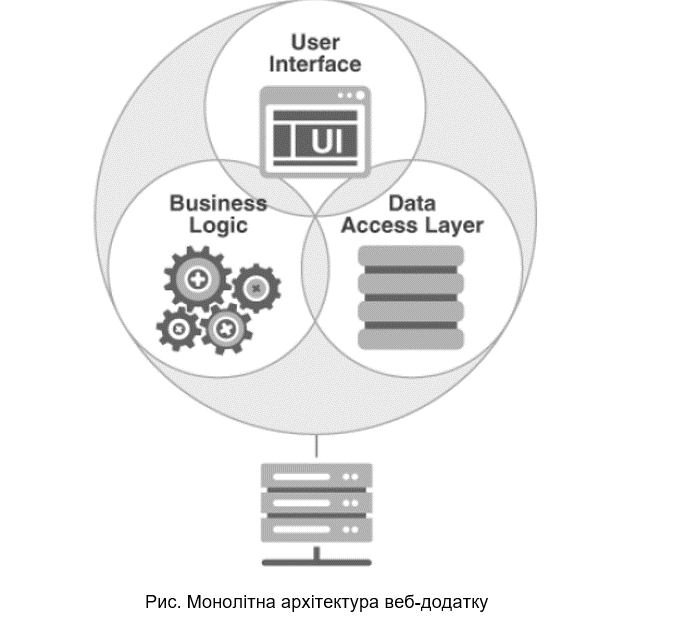 User
Interface
UI
Business
Logic
Data
Access Layer
Рис. Монолітна архітектура веб-додатку